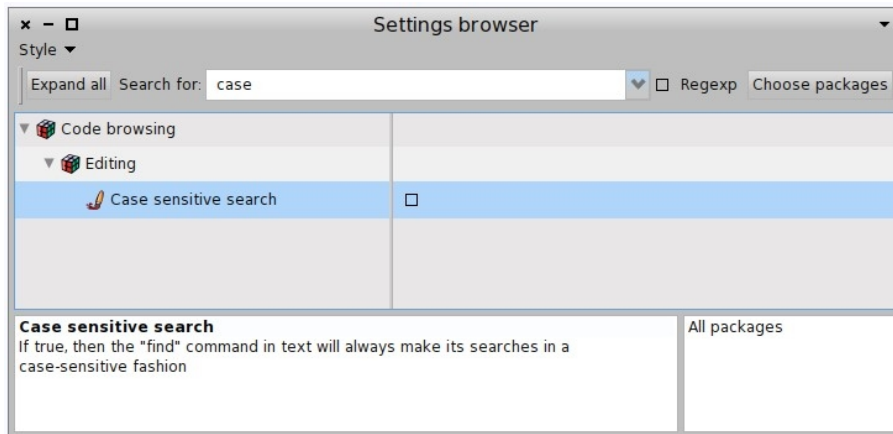 Settings browser
Style
Expand all Search for: case Regexp Choose packages
Code browsing
Editing
Case sensitive search
Case sensitive search
If true, then the "find" command in text will always make its searches in a
case-sensitive fashion
All packages